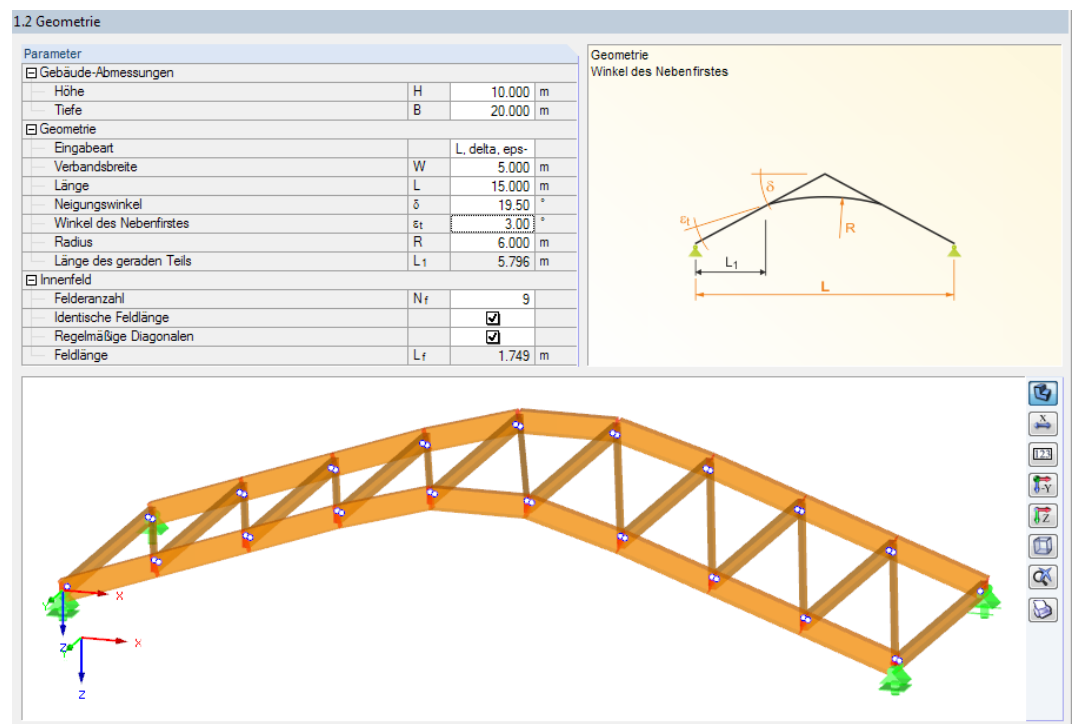 1.2 Geometrie
Parameter
Gebäude-Abmessungen
Höhe H 10.000 m
Tiefe B 20.000 m
Geometrie
Eingabeart L, delta, eps-
Verbandsbreite W 5.000 m
Länge L 15.000 m
Neigungswinkel δ 19.50 °
Winkel des Nebenfirstes εt 3.00 °
Radius R 6.000 m
Länge des geraden Teils L1 5.796 m
Innenfeld
Felderanzahl Nf 9
Identische Feldlänge
Regelmäßige Diagonalen
Feldlänge Lf 1.749 m
Geometrie
Winkel des Nebenfirstes
δ
εt
R
L1
L
X
Y
Z
X
Y
Z
X
123
-Y
Z